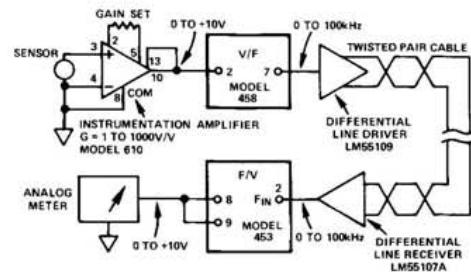 GAIN SET
0 TO +10V
0 TO 100kHz
SENSOR
3
2
5
13
10
4
8
COM
V/F
2
7
MODEL
458
TWISTED PAIR CABLE
INSTRUMENTATION AMPLIFIER
G = 1 TO 1000V/V
MODEL 610
DIFFERENTIAL
LINE DRIVER
LM55109
ANALOG
METER
0 TO +10V
F/V
8
9
FIN
2
MODEL
453
0 TO 100kHz
DIFFERENTIAL
LINE RECEIVER
LM55107A